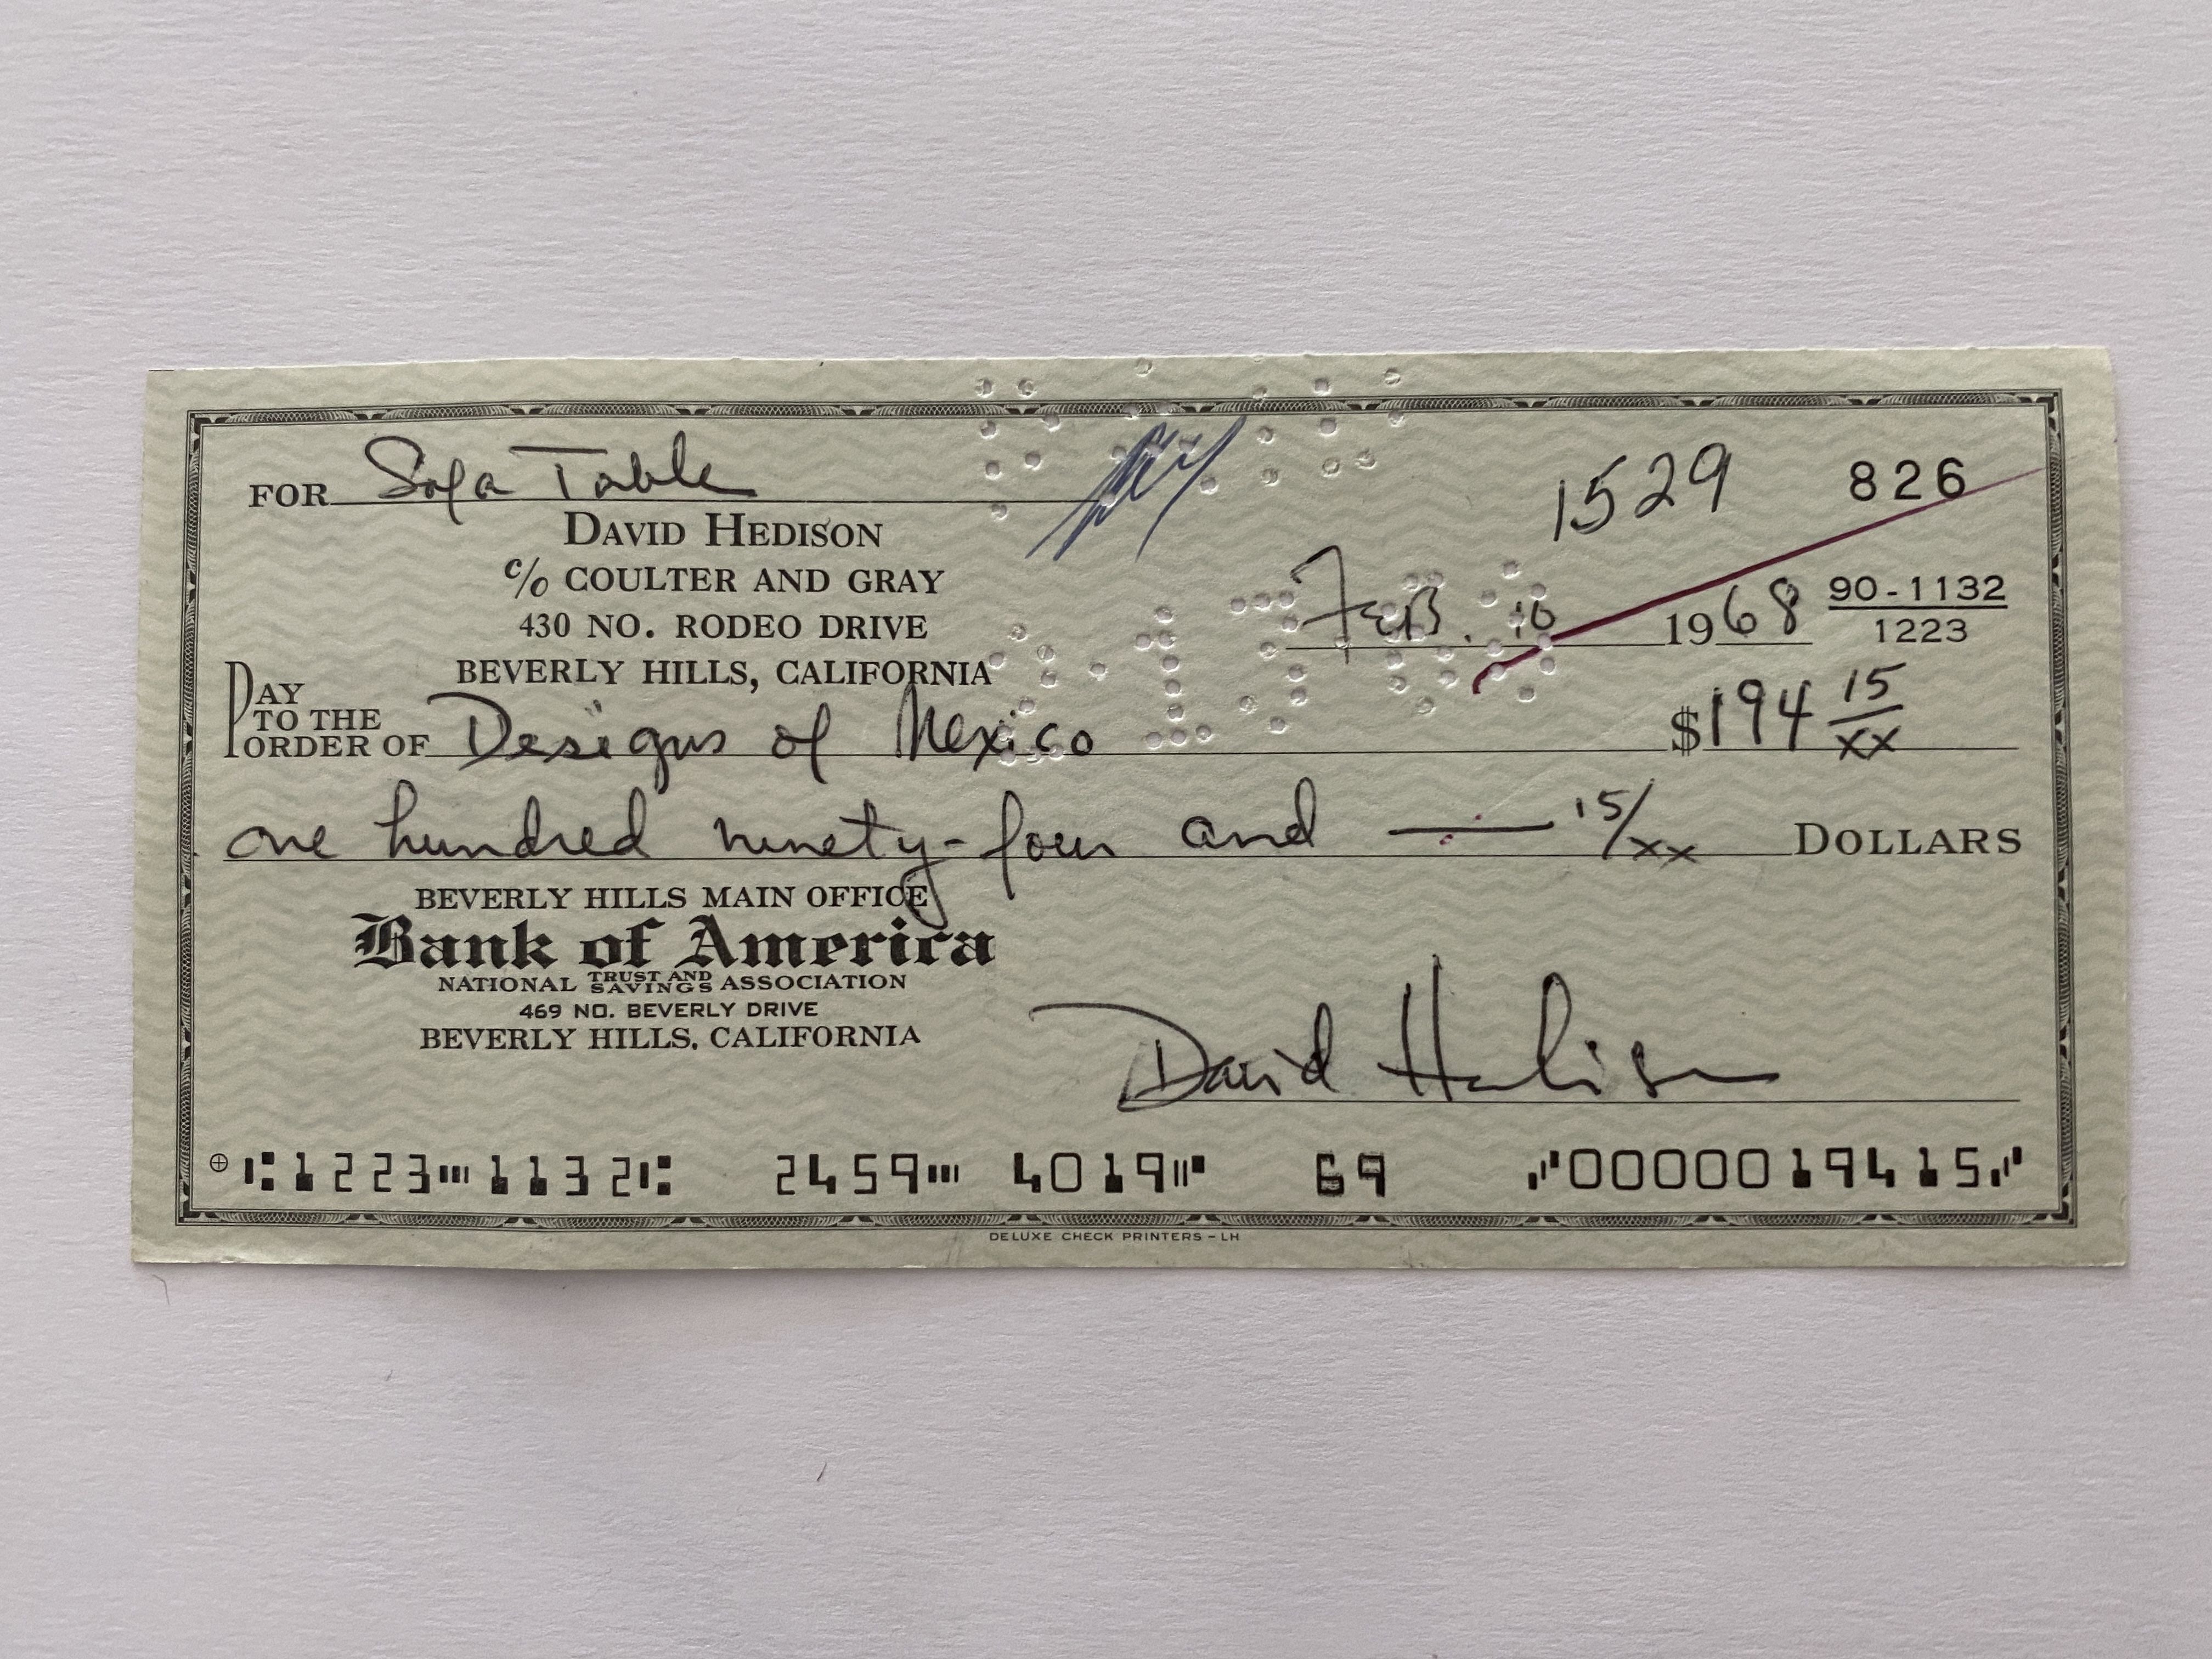 FOR Sofa Table
1529 826
DAVID HEDISON
c/o COULTER AND GRAY
430 NO. RODEO DRIVE
BEVERLY HILLS, CALIFORNIA
FEB. 10 1968 90-1132
1223
PAY TO THE ORDER OF Designs of Mexico $194 15/xx
one hundred ninety-four and — 15/xx DOLLARS
BEVERLY HILLS MAIN OFFICE
Bank of America
NATIONAL TRUST AND SAVINGS ASSOCIATION
469 NO. BEVERLY DRIVE
BEVERLY HILLS, CALIFORNIA
David Hedison
⑆1223⑉1132⑆ 2459⑉ 4019⑈ 69 ⑇0000019415⑇
DELUXE CHECK PRINTERS – LH